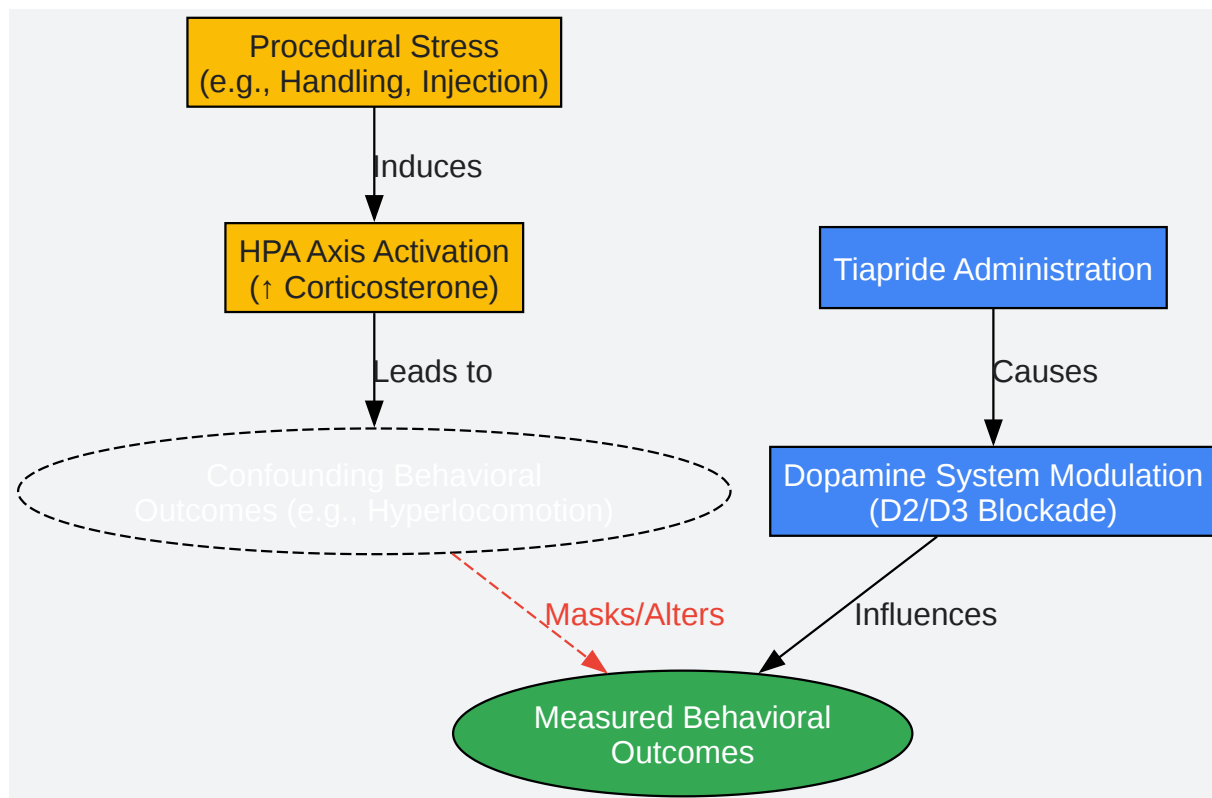 Procedural Stress
(e.g., Handling, Injection)
Induces
HPA Axis Activation
(↑ Corticosterone)
Tiapride Administration
Leads to
Causes
Confounding Behavioral
Outcomes (e.g., Hyperlocomotion)
Dopamine System Modulation
(D2/D3 Blockade)
Masks/Alters
Influences
Measured Behavioral
Outcomes